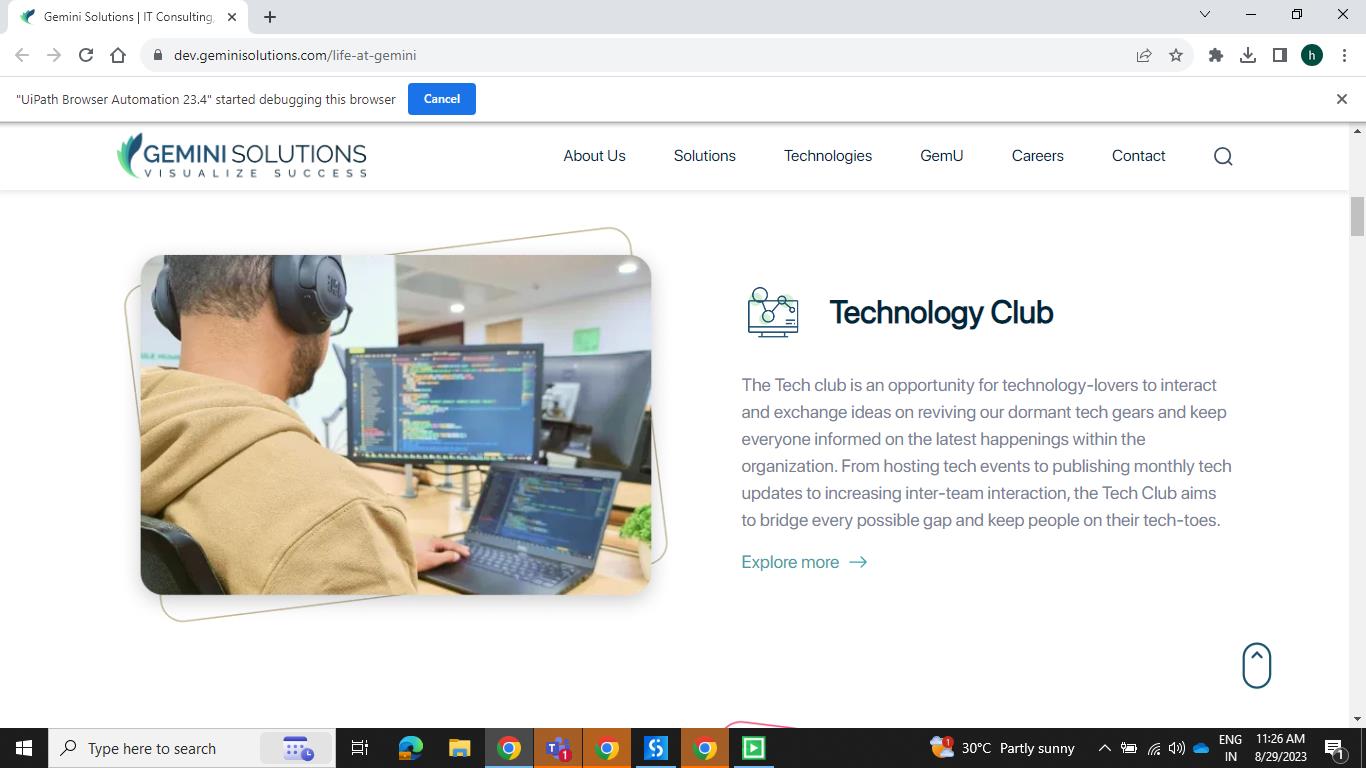 Gemini Solutions | IT Consulting,
dev.geminisolutions.com/life-at-gemini
h
"UiPath Browser Automation 23.4" started debugging this browser
Cancel
GEMINI SOLUTIONS
VISUALIZE SUCCESS
About Us
Solutions
Technologies
GemU
Careers
Contact
Technology Club
The Tech club is an opportunity for technology-lovers to interact
and exchange ideas on reviving our dormant tech gears and keep
everyone informed on the latest happenings within the
organization. From hosting tech events to publishing monthly tech
updates to increasing inter-team interaction, the Tech Club aims
to bridge every possible gap and keep people on their tech-toes.
Explore more
JBL
Type here to search
1
1
30°C Partly sunny
ENG
IN
11:26 AM
8/29/2023
1